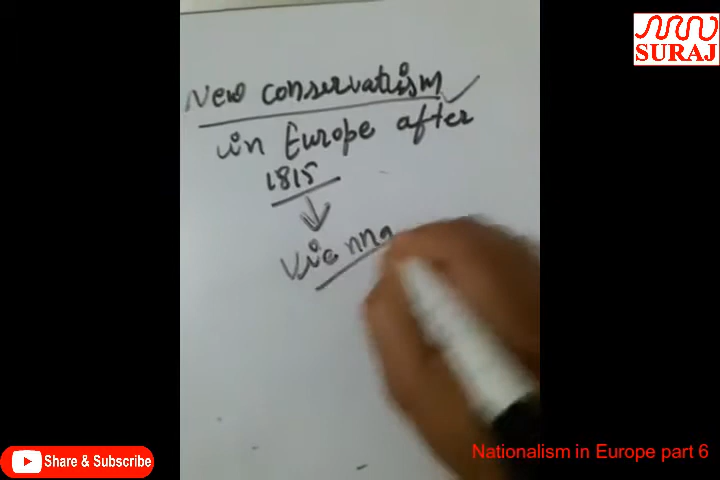 SURAJ
New conservatism
in Europe after
1815
Vienna
Nationalism in Europe part 6
Share & Subscribe